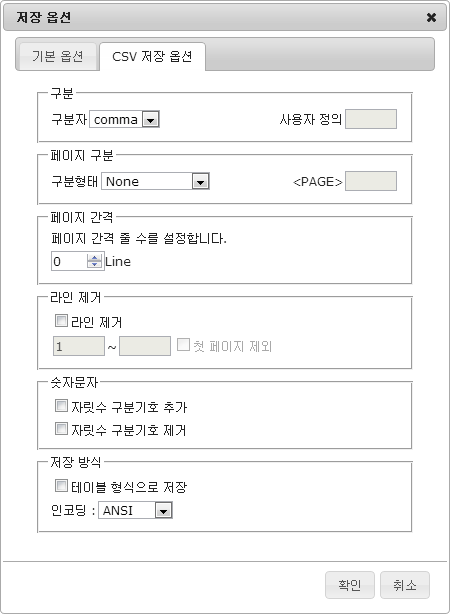 저장 옵션
기본 옵션 CSV 저장 옵션
구분
구분자 comma 사용자 정의
페이지 구분
구분형태 None <PAGE>
페이지 간격
페이지 간격 줄 수를 설정합니다.
0 Line
라인 제거
라인 제거
1 ~ 첫 페이지 제외
숫자문자
자릿수 구분기호 추가
자릿수 구분기호 제거
저장 방식
테이블 형식으로 저장
인코딩 : ANSI
확인 취소